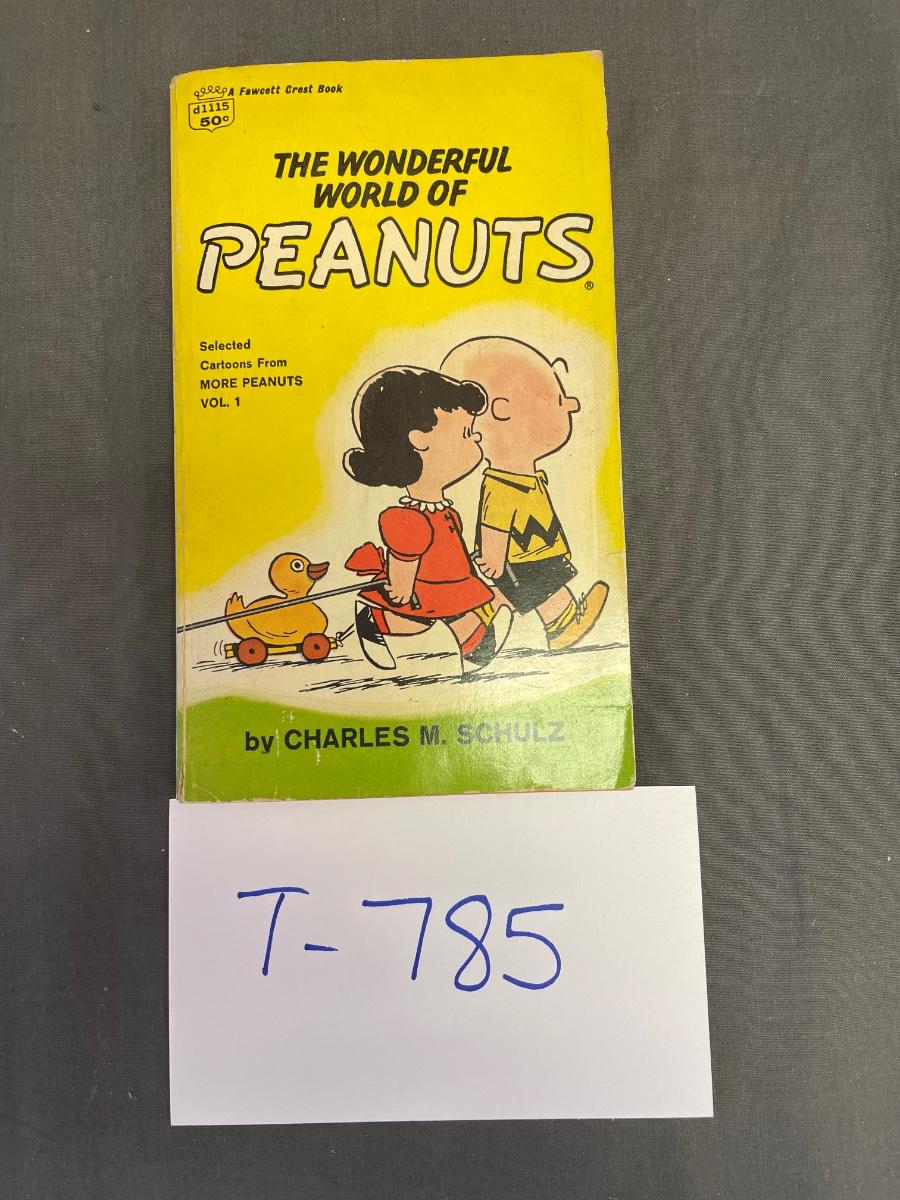 A Fawcett Crest Book
d1115
50¢
THE WONDERFUL
WORLD OF
PEANUTS®
Selected
Cartoons From
MORE PEANUTS
VOL. 1
by CHARLES M. SCHULZ
T-785